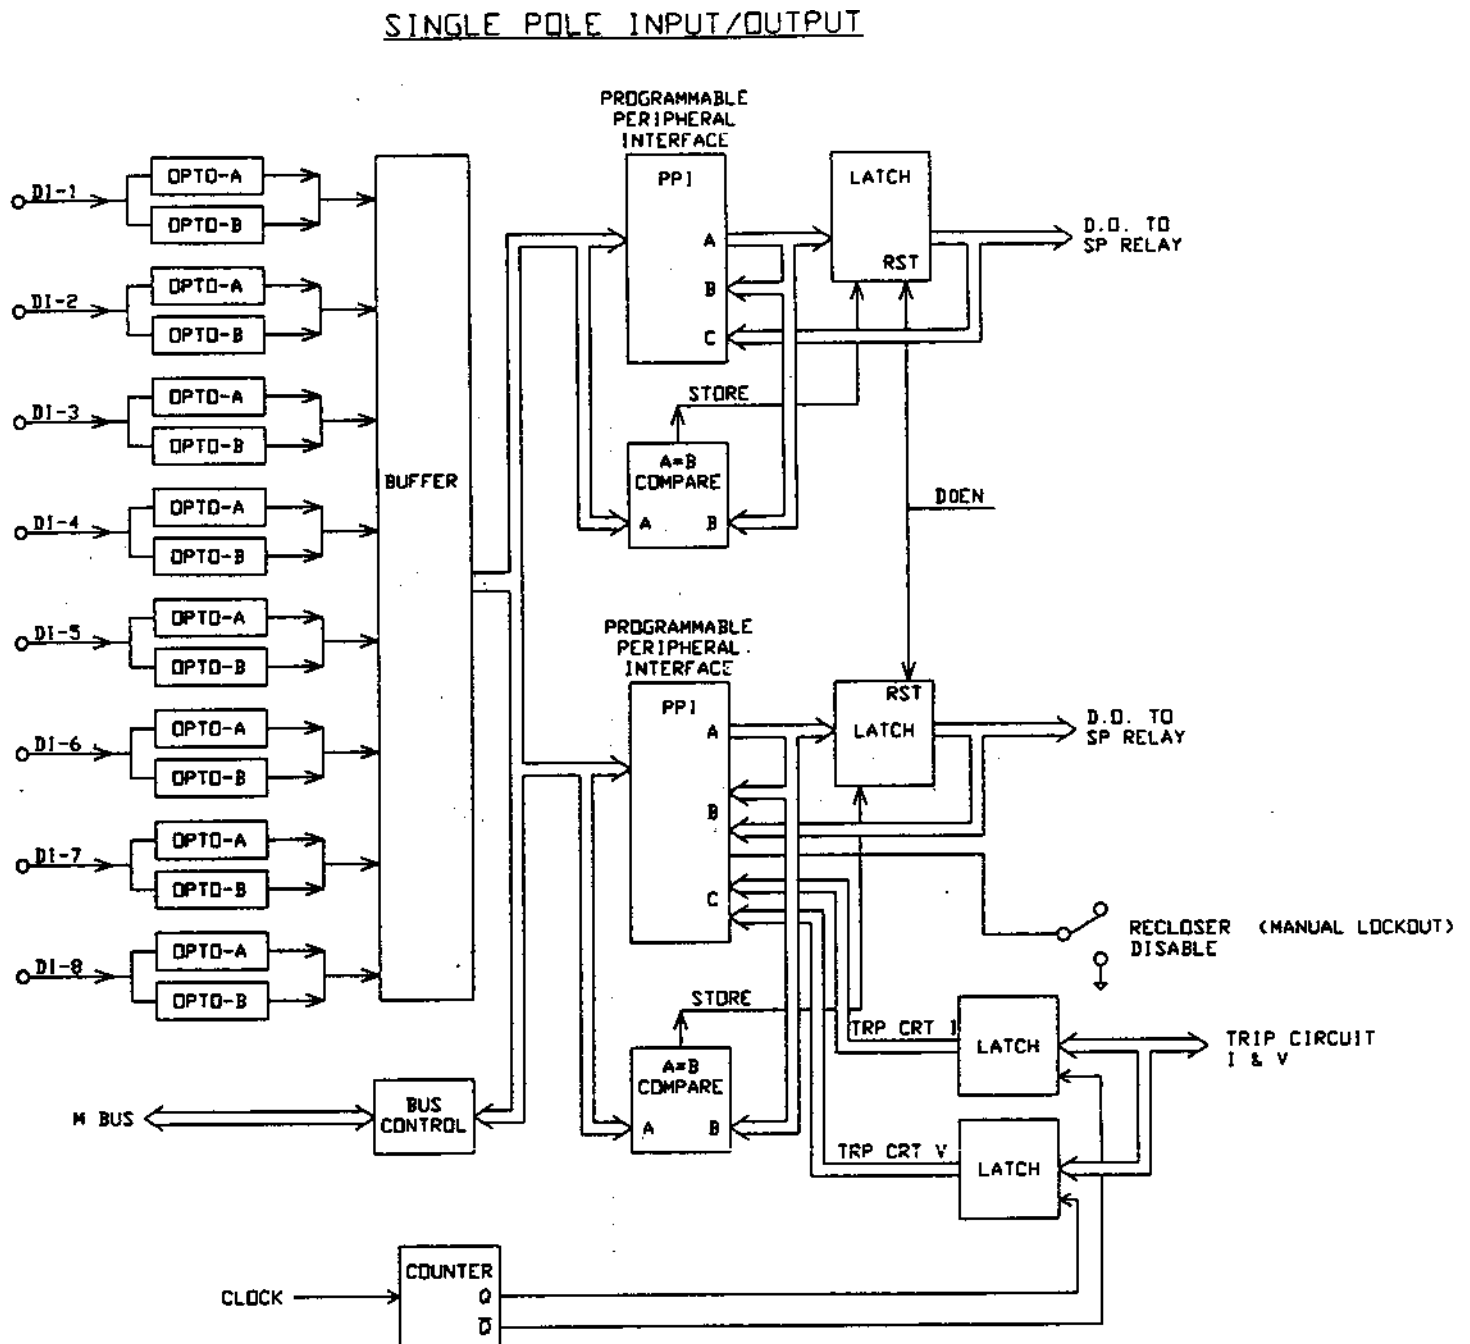 SINGLE POLE INPUT/OUTPUT
PROGRAMMABLE
PERIPHERAL
INTERFACE
PPI
A
B
C
LATCH
RST
D.O. TO
SP RELAY
DI-1
OPTO-A
OPTO-B
DI-2
OPTO-A
OPTO-B
DI-3
OPTO-A
OPTO-B
DI-4
OPTO-A
OPTO-B
DI-5
OPTO-A
OPTO-B
DI-6
OPTO-A
OPTO-B
DI-7
OPTO-A
OPTO-B
DI-8
OPTO-A
OPTO-B
BUFFER
STORE
A=B
COMPARE
A B
DOEN
PROGRAMMABLE
PERIPHERAL
INTERFACE
PPI
A
B
C
RST
LATCH
D.O. TO
SP RELAY
RECLOSER (MANUAL LOCKOUT)
DISABLE
STORE
A=B
COMPARE
A B
TRP CRT I
LATCH
TRIP CIRCUIT
I & V
TRP CRT V
LATCH
M BUS
BUS
CONTROL
CLOCK
COUNTER
Q
Q̅